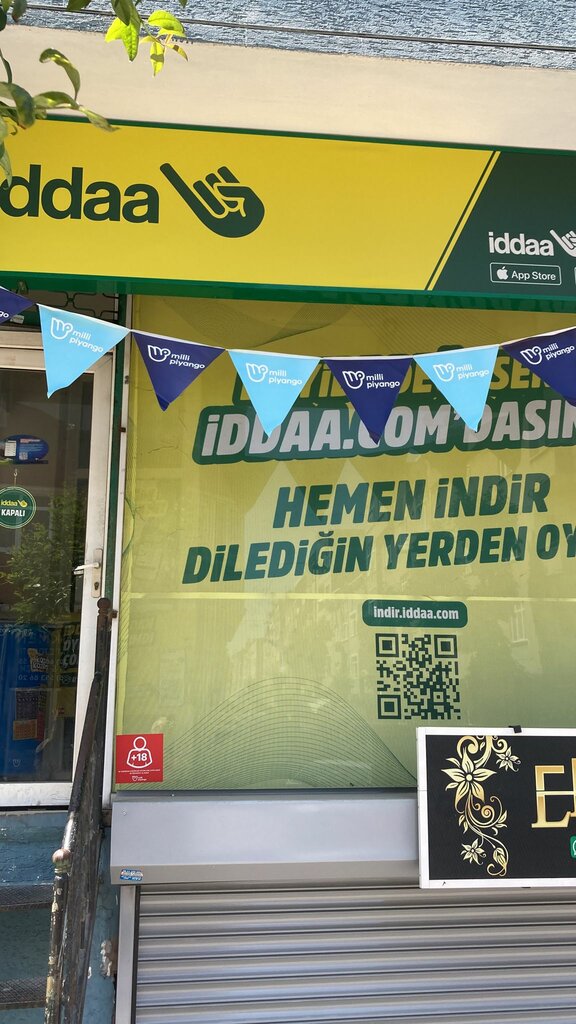 iddaa
iddaa
App Store
milli
piyango
milli
piyango
milli
piyango
milli
piyango
milli
piyango
milli
piyango
iDDAA.COM'DASIN
HEMEN iNDiR
DiLEDiĞiN YERDEN OY
indir.iddaa.com
iddaa
KAPALI
+18